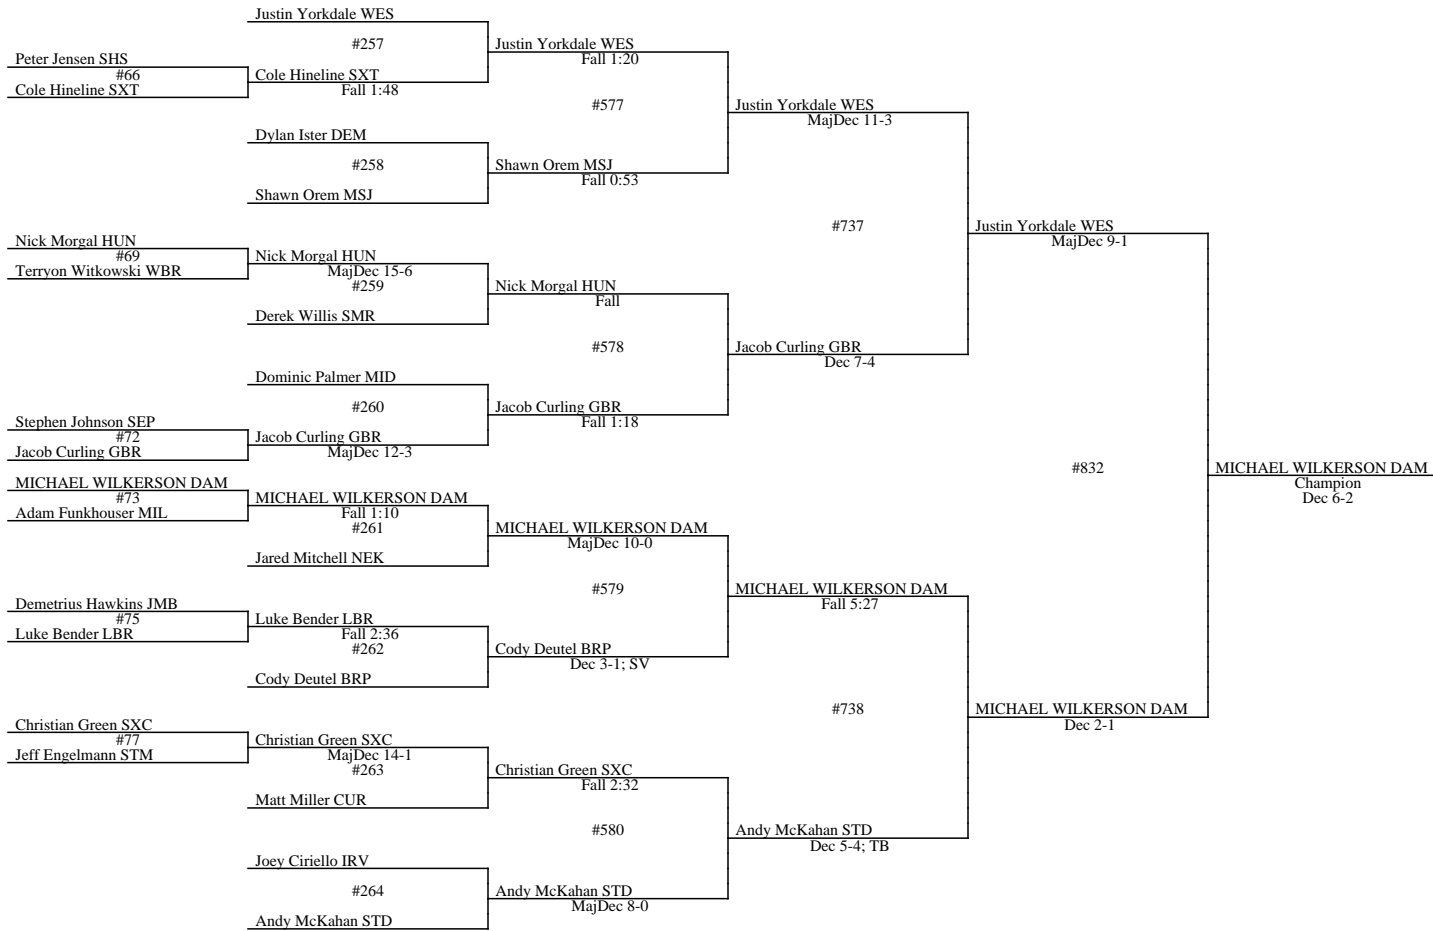 Justin Yorkdale WES
#257
Justin Yorkdale WES
Fall 1:20
Peter Jensen SHS
#66
Cole Hineline SXT
Cole Hineline SXT
Fall 1:48
#577
Justin Yorkdale WES
MajDec 11-3
Dylan Ister DEM
#258
Shawn Orem MSJ
Fall 0:53
Shawn Orem MSJ
#737
Justin Yorkdale WES
MajDec 9-1
Nick Morgal HUN
#69
Terryon Witkowski WBR
Nick Morgal HUN
MajDec 15-6
#259
Nick Morgal HUN
Fall
Derek Willis SMR
#578
Jacob Curling GBR
Dec 7-4
Dominic Palmer MID
#260
Jacob Curling GBR
Fall 1:18
Stephen Johnson SEP
#72
Jacob Curling GBR
Jacob Curling GBR
MajDec 12-3
#832
MICHAEL WILKERSON DAM
Champion
Dec 6-2
MICHAEL WILKERSON DAM
#73
Adam Funkhouser MIL
MICHAEL WILKERSON DAM
Fall 1:10
#261
MICHAEL WILKERSON DAM
MajDec 10-0
Jared Mitchell NEK
#579
MICHAEL WILKERSON DAM
Fall 5:27
Demetrius Hawkins JMB
#75
Luke Bender LBR
Luke Bender LBR
Fall 2:36
#262
Cody Deutel BRP
Dec 3-1; SV
Cody Deutel BRP
#738
MICHAEL WILKERSON DAM
Dec 2-1
Christian Green SXC
#77
Jeff Engelmann STM
Christian Green SXC
MajDec 14-1
#263
Christian Green SXC
Fall 2:32
Matt Miller CUR
#580
Andy McKahan STD
Dec 5-4; TB
Joey Ciriello IRV
#264
Andy McKahan STD
MajDec 8-0
Andy McKahan STD